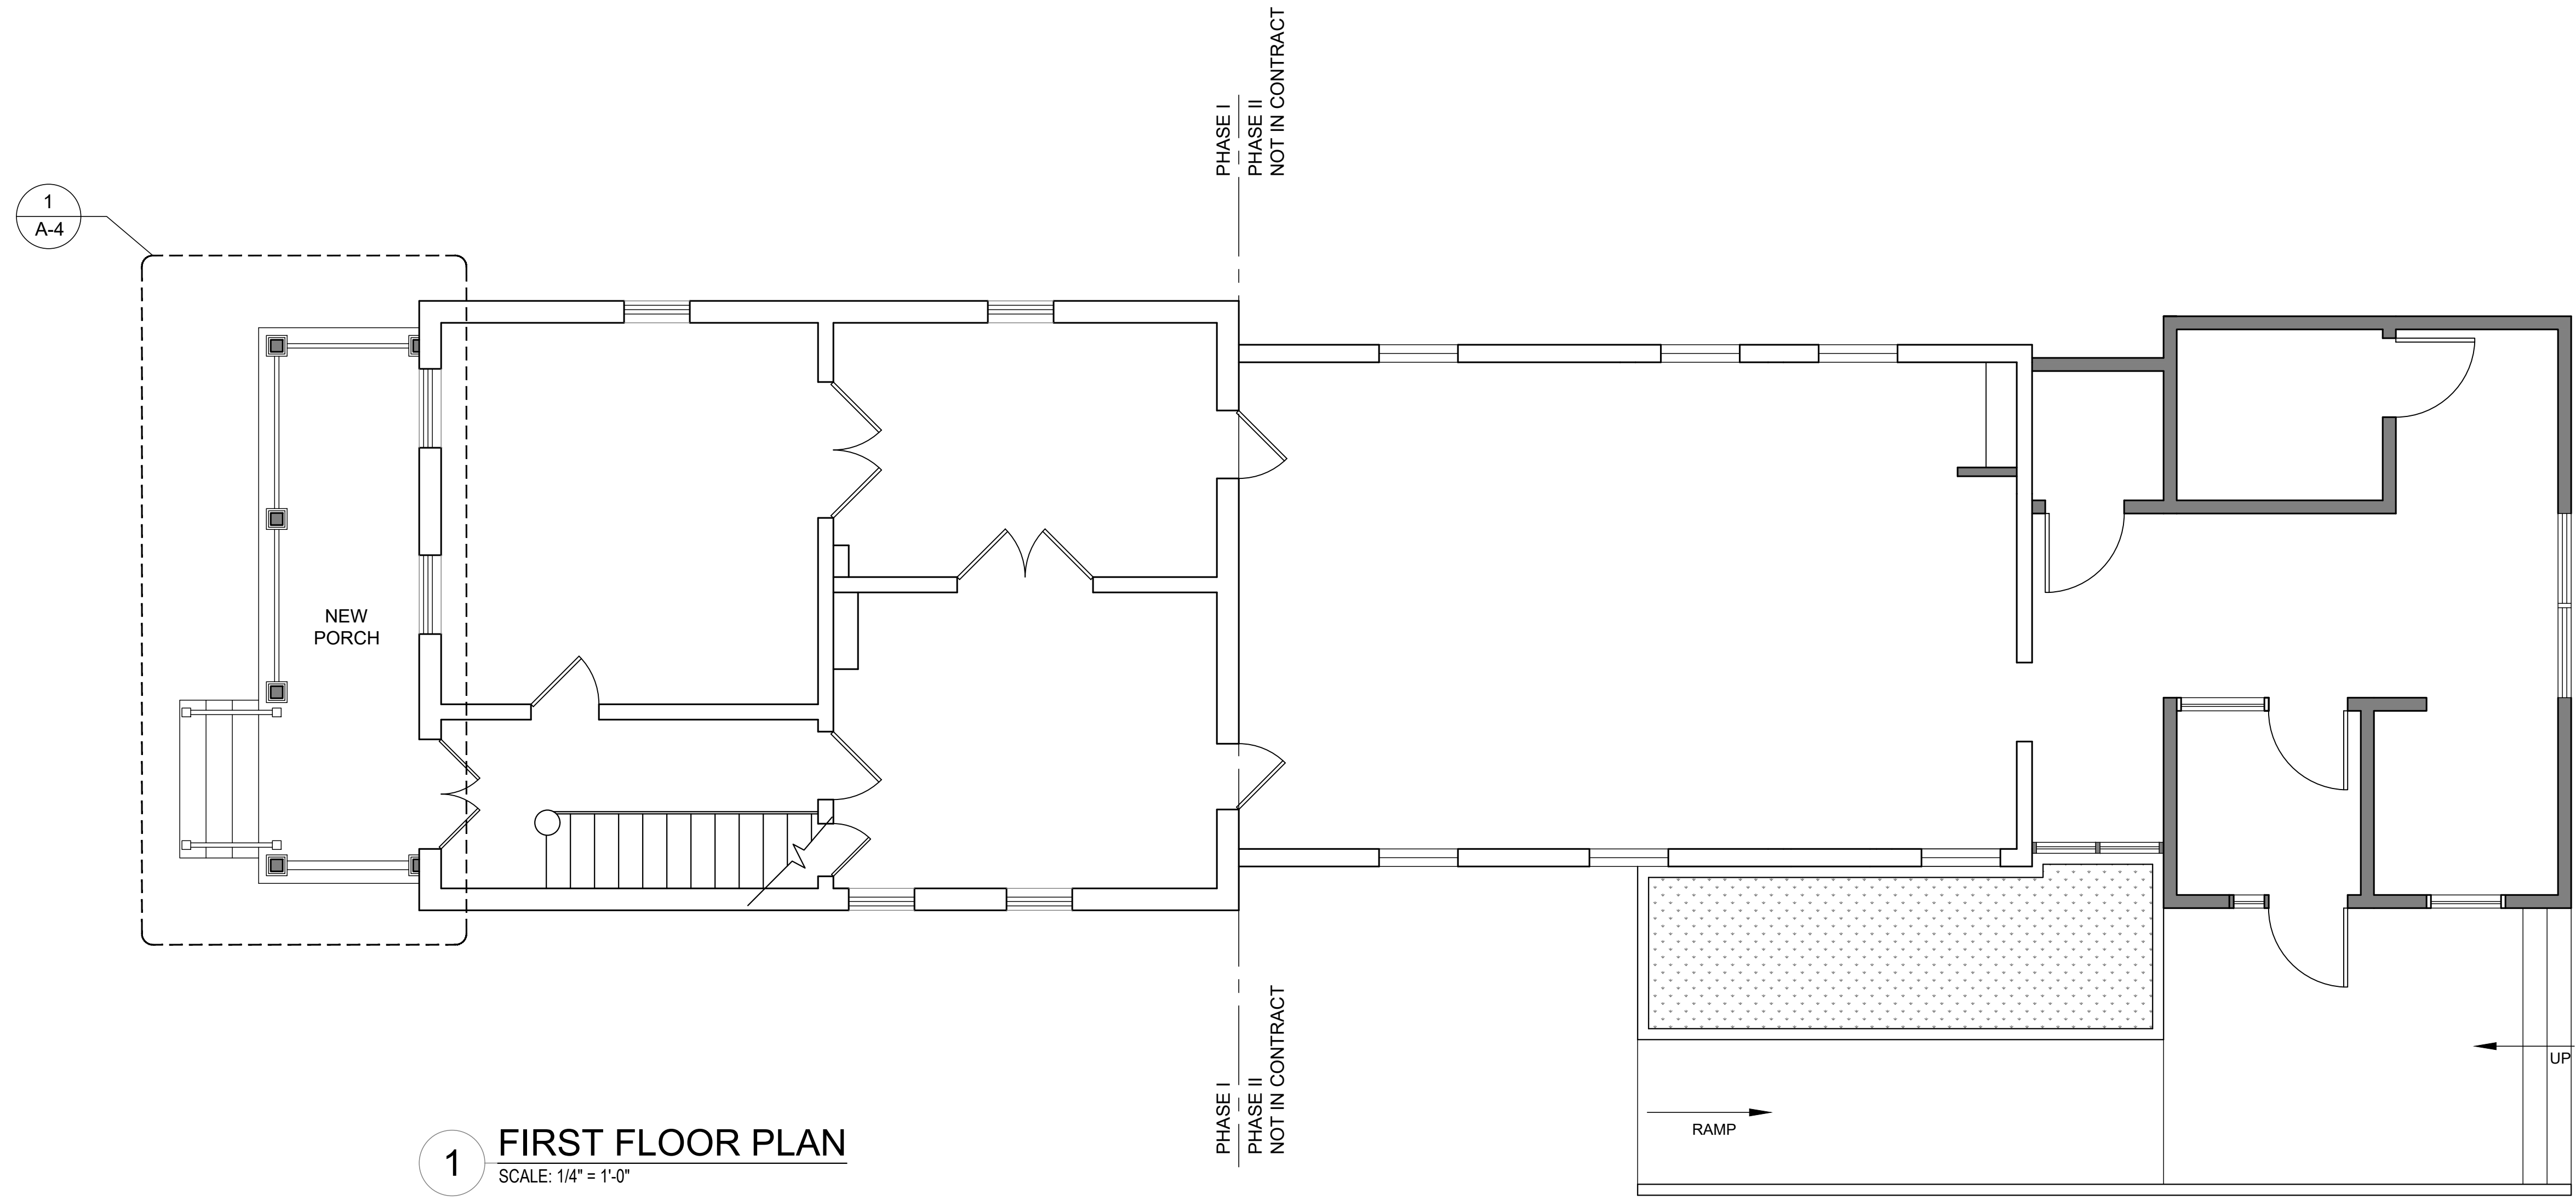 PHASE I
PHASE II
NOT IN CONTRACT
1
A-4
NEW
PORCH
PHASE I
PHASE II
NOT IN CONTRACT
UP
RAMP
1
FIRST FLOOR PLAN
SCALE: 1/4" = 1'-0"